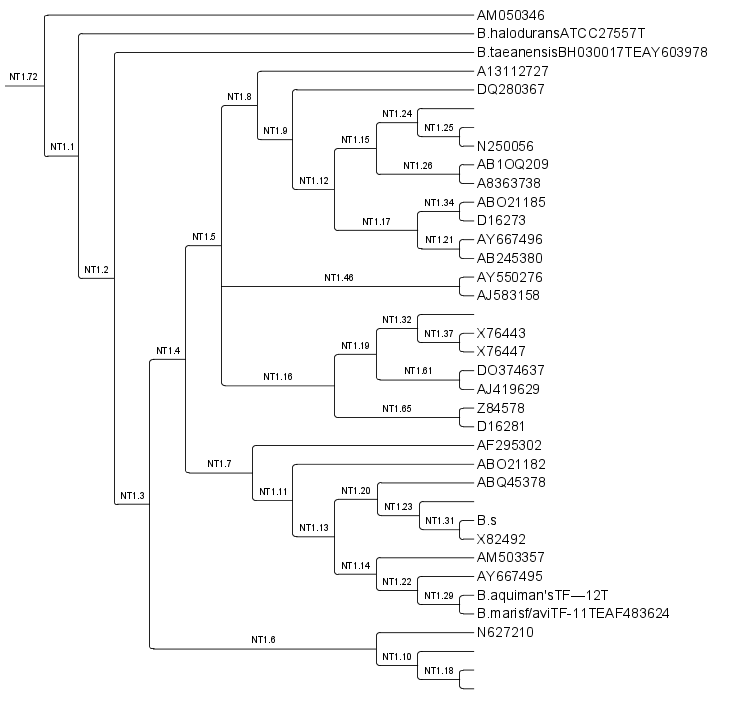 AM050346
B.haloduransATCC27557T
B.taeanensisBH030017TEAY603978
A13112727
NT1.72
DQ280367
NT1.8
NT1.24
NT1.25
NT1.9
N250056
NT1.15
NT1.1
AB1OQ209
NT1.26
A8363738
NT1.12
ABO21185
NT1.34
D16273
NT1.17
AY667496
NT1.5
NT1.21
AB245380
NT1.2
AY550276
NT1.46
AJ583158
NT1.32
X76443
NT1.37
NT1.19
X76447
NT1.4
DO374637
NT1.61
NT1.16
AJ419629
Z84578
NT1.65
D16281
AF295302
NT1.7
ABO21182
ABQ45378
NT1.11
NT1.20
NT1.3
NT1.23
B.s
NT1.31
NT1.13
X82492
AM503357
NT1.14
AY667495
NT1.22
B.aquiman'sTF—12T
NT1.29
B.marisf/aviTF-11TEAF483624
N627210
NT1.6
NT1.10
NT1.18